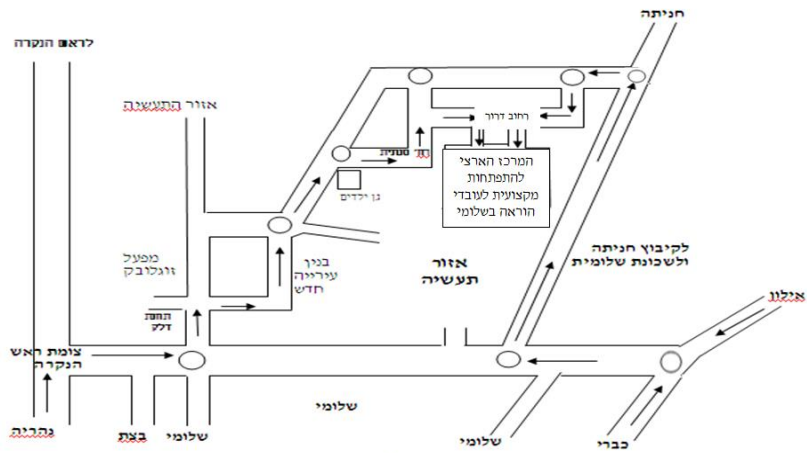 חניתה
לראש הנקרה
אזור התעשיה
רחוב דרור
המרכז הארצי
להתפתחות
מקצועית לעובדי
הוראה בשלומי
גן ילדים
לקיבוץ חניתה
ולשכונת שלומית
אזור
תעשיה
מפעל
זוגלובק
בנין
עירייה
חדש
אילון
תחנת
דלק
צומת ראש
הנקרה
שלומי
נהריה
בצת
שלומי
שלומי
כברי